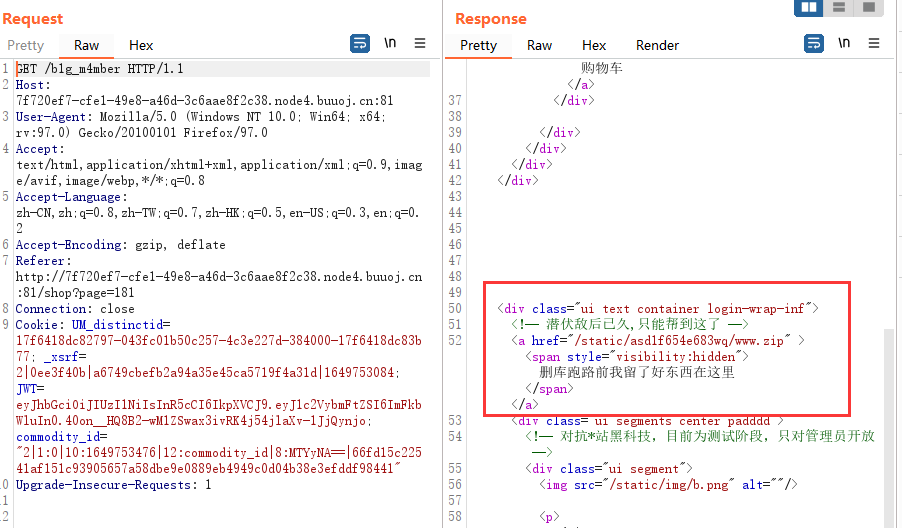 Request
Response
Pretty Raw Hex \n
Pretty Raw Hex Render \n
1 GET /b1g_m4mber HTTP/1.1
2 Host:
7f720ef7-cfe1-49e8-a46d-3c6aae8f2c38.node4.buuoj.cn:81
3 User-Agent: Mozilla/5.0 (Windows NT 10.0; Win64; x64;
rv:97.0) Gecko/20100101 Firefox/97.0
4 Accept:
text/html,application/xhtml+xml,application/xml;q=0.9,imag
e/avif,image/webp,*/*;q=0.8
5 Accept-Language:
zh-CN,zh;q=0.8,zh-TW;q=0.7,zh-HK;q=0.5,en-US;q=0.3,en;q=0.
2
6 Accept-Encoding: gzip, deflate
7 Referer:
http://7f720ef7-cfe1-49e8-a46d-3c6aae8f2c38.node4.buuoj.cn
:81/shop?page=181
8 Connection: close
9 Cookie: UM_distinctid=
17f6418dc82797-043fc01b50c257-4c3e227d-384000-17f6418dc83b
77; _xsrf=
2|0ee3f40b|a6749cbefb2a94a35e45ca5719f4a31d|1649753084;
JWT=
eyJhbGciOiJIUzI1NiIsInR5cCI6IkpXVCJ9.eyJ1c2VybmFtZSI6ImFkb
WluIn0.40on__HQ8B2-wM1ZSwax3ivRK4j54jlaXv-1JjQynjo;
commodity_id=
"2|1:0|10:1649753476|12:commodity_id|8:MTYyNA==|66fd15c225
41af151c93905657a58dbe9e0889eb4949c0d04b38e3efddf98441"
10 Upgrade-Insecure-Requests: 1
11
12
购物车
</a>
37 </div>
38
39 </div>
40 </div>
41 </div>
42 </div>
43
44
45
46
47
48
49
50 <div class="ui text container login-wrap-inf">
51 <!-- 潜伏敌后已久,只能帮到这了 -->
52 <a href="/static/asd1f654e683wq/www.zip" >
<span style="visibility:hidden">
删库跑路前我留了好东西在这里
</span>
</a>
53 <div class="ui segments center padddd">
54 <!-- 对抗*站黑科技，目前为测试阶段，只对管理员开放
-->
55 <div class="ui segment">
56 <img src="/static/img/b.png" alt=""/>
57
58 <p>